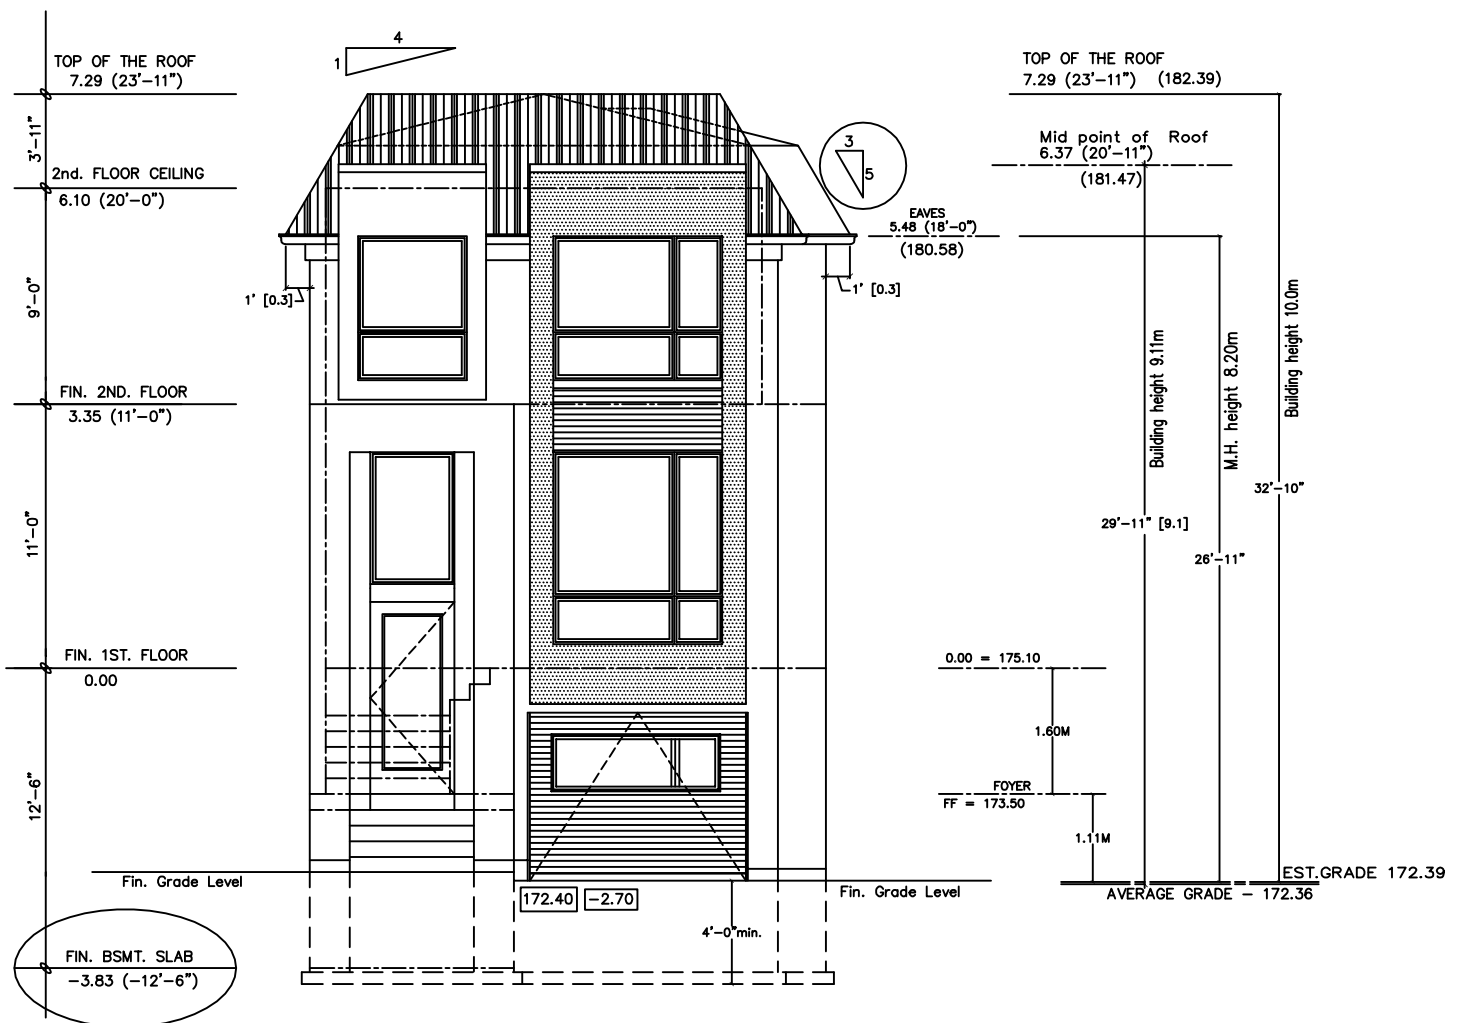 TOP OF THE ROOF
7.29 (23'-11")
3'-11"
2nd. FLOOR CEILING
6.10 (20'-0")
9'-0"
FIN. 2ND. FLOOR
3.35 (11'-0")
11'-0"
FIN. 1ST. FLOOR
0.00
12'-6"
Fin. Grade Level
FIN. BSMT. SLAB
-3.83 (-12'-6")
4
1
1' [0.3]
3
5
EAVES
5.48 (18'-0")
(180.58)
1' [0.3]
172.40
-2.70
4'-0"min.
Fin. Grade Level
TOP OF THE ROOF
7.29 (23'-11") (182.39)
Mid point of Roof
6.37 (20'-11")
(181.47)
Building height 9.11m
29'-11" [9.1]
M.H. height 8.20m
26'-11"
Building height 10.0m
32'-10"
0.00 = 175.10
1.60M
FOYER
FF = 173.50
1.11M
EST.GRADE 172.39
AVERAGE GRADE - 172.36